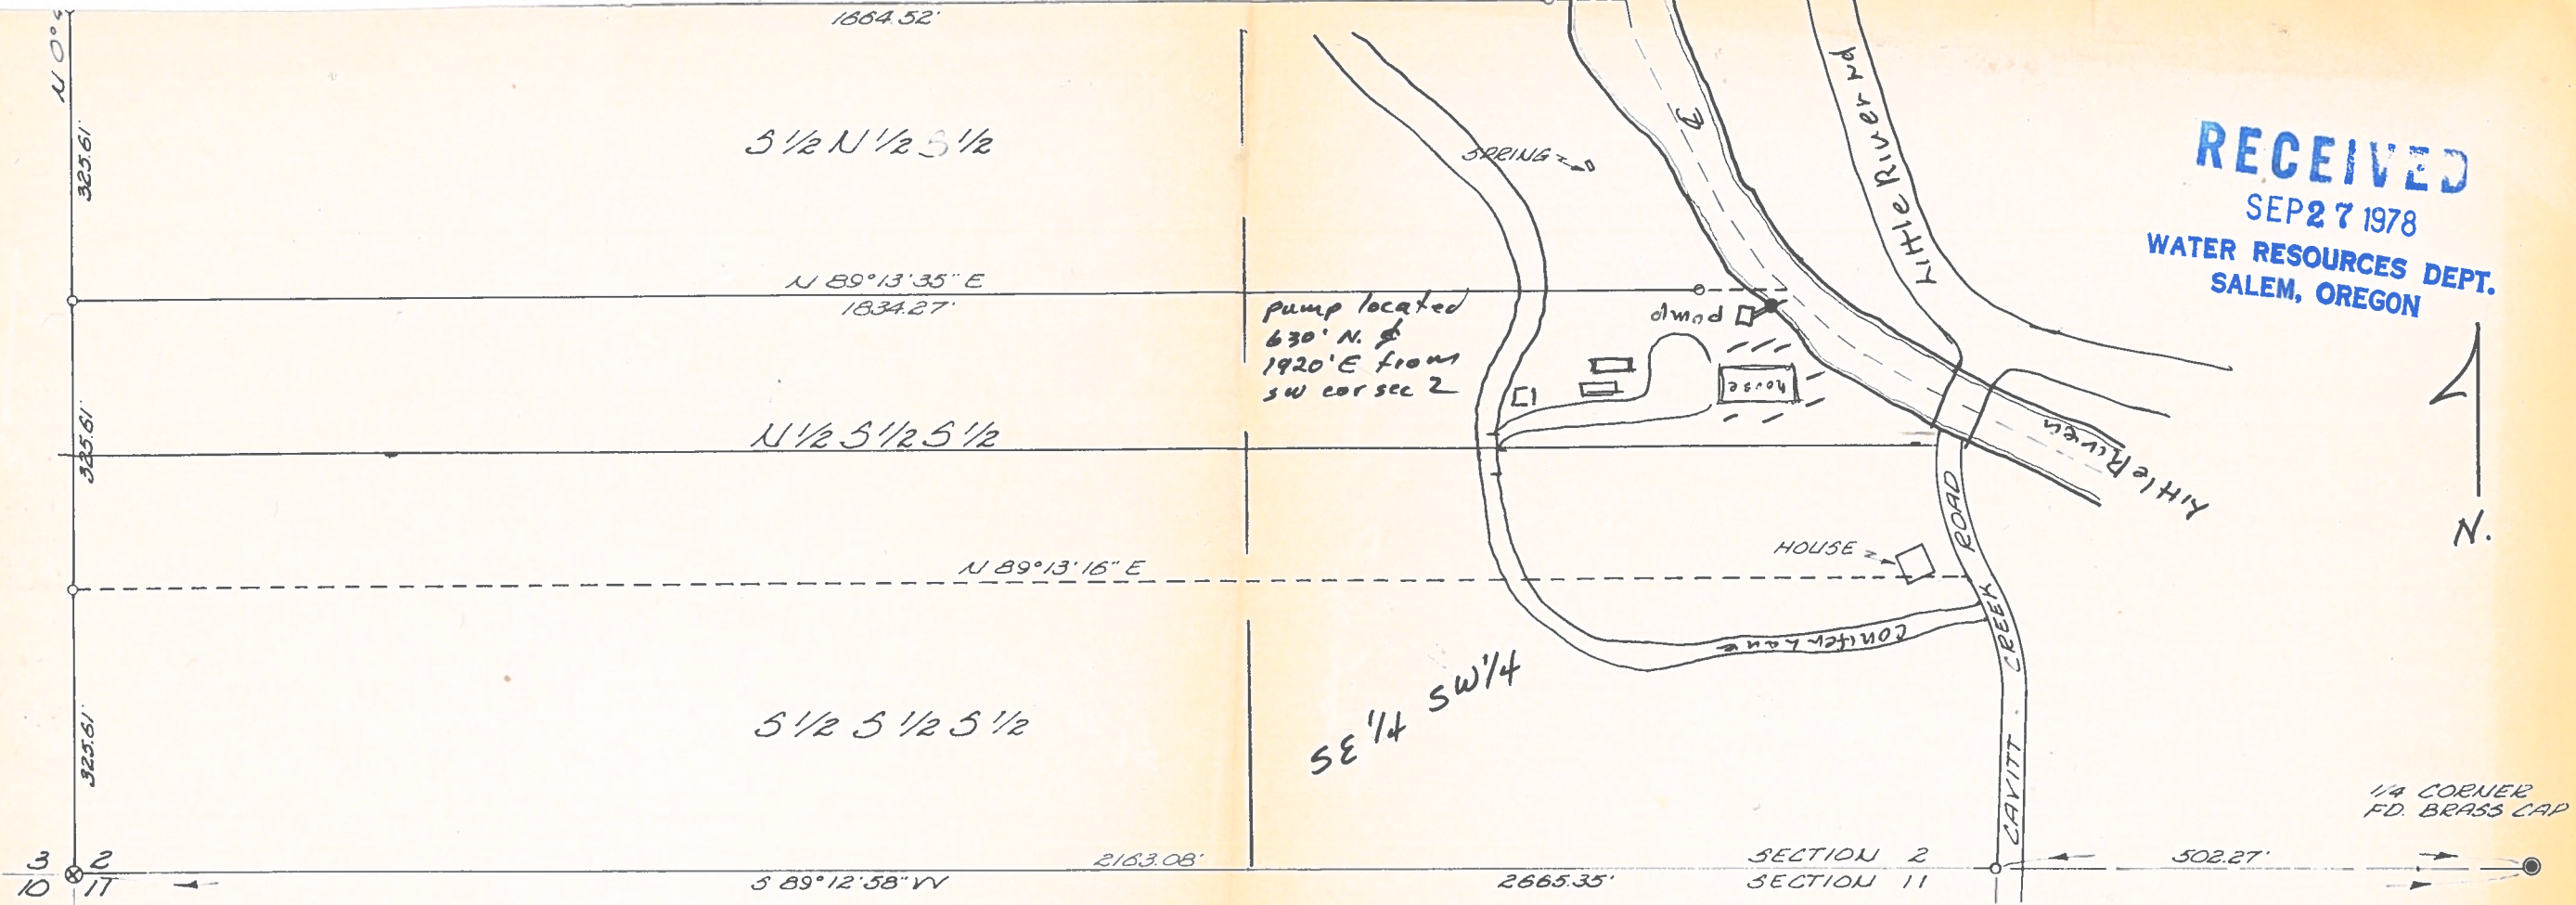 1664.52'
N 0°
325.61'
S 1/2 N 1/2 S 1/2
SPRING
℄
Little River Rd
RECEIVED
SEP 27 1978
WATER RESOURCES DEPT.
SALEM, OREGON
N 89°13'35" E
1834.27'
pump located
630' N. &
1920' E from
sw cor sec 2
pump
house
325.61'
N 1/2 S 1/2 S 1/2
Little River
N.
HOUSE
N 89°13'16" E
Conifer Lane
CAVITT CREEK ROAD
SE 1/4 SW 1/4
325.61'
S 1/2 S 1/2 S 1/2
1/4 CORNER
FD. BRASS CAP
3 2
10 11
2163.08'
S 89°12'58" W
2665.35'
SECTION 2
SECTION 11
502.27'